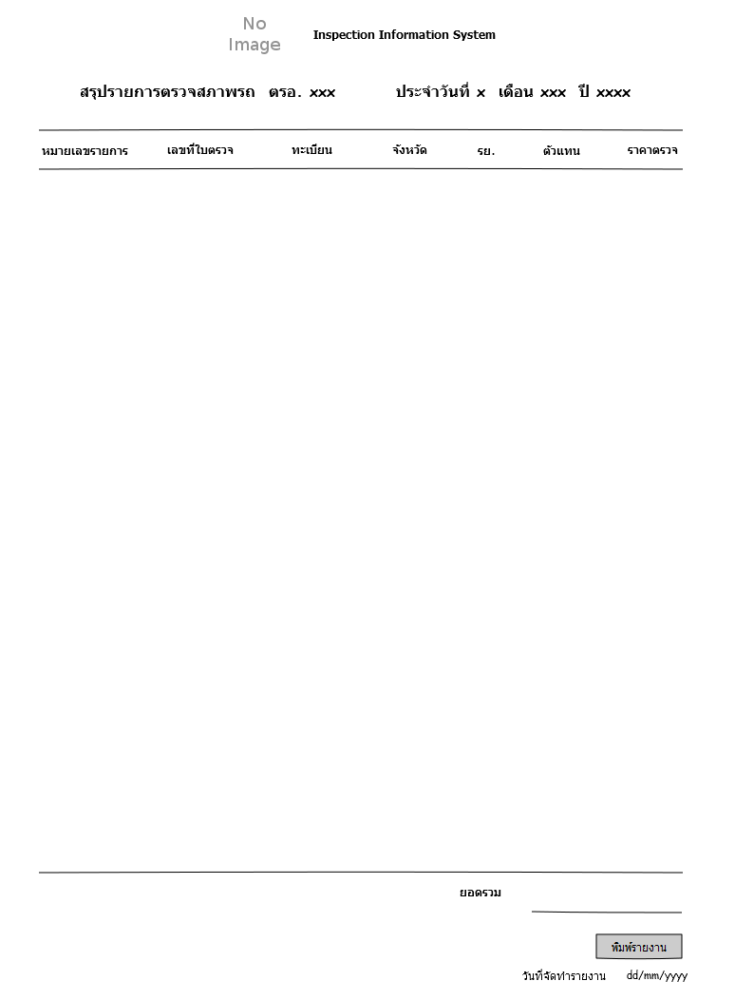 No
Image
Inspection Information System
สรุปรายการตรวจสภาพรถ ตรอ. xxx ประจำวันที่ x เดือน xxx ปี xxxx
หมายเลขรายการ เลขที่ใบตรวจ ทะเบียน จังหวัด รย. ตัวแทน ราคาตรวจ
ยอดรวม
พิมพ์รายงาน
วันที่จัดทำรายงาน dd/mm/yyyy